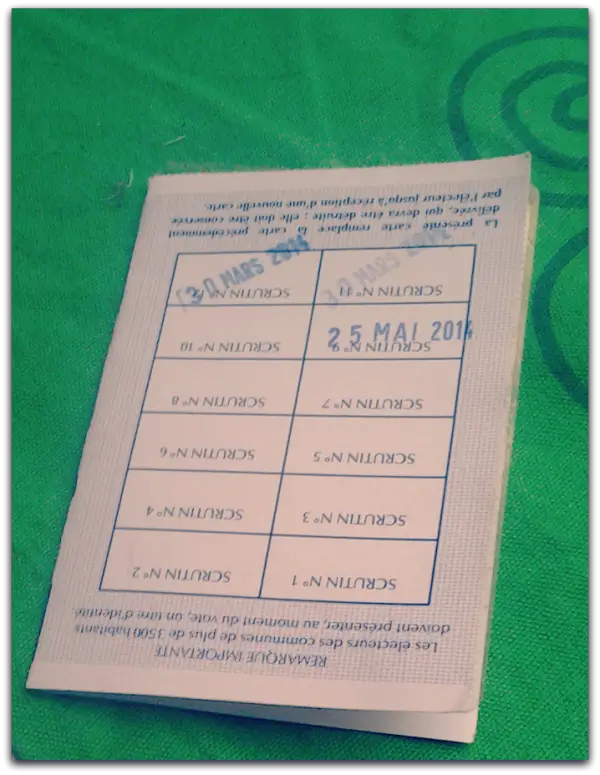 REMARQUE IMPORTANTE
Les électeurs des communes de plus de 3500 habitants
doivent présenter, au moment du vote, un titre d'identité.
SCRUTIN N° 1
SCRUTIN N° 2
SCRUTIN N° 3
SCRUTIN N° 4
SCRUTIN N° 5
SCRUTIN N° 6
SCRUTIN N° 7
SCRUTIN N° 8
SCRUTIN N° 9
25 MAI 2014
SCRUTIN N° 10
SCRUTIN N° 11
30 MARS 2014
SCRUTIN N°
30 MARS 2014
La présente carte remplace la carte précédemment
délivrée, qui devra être détruite ; elle doit être conservée
par l'électeur jusqu'à réception d'une nouvelle carte.